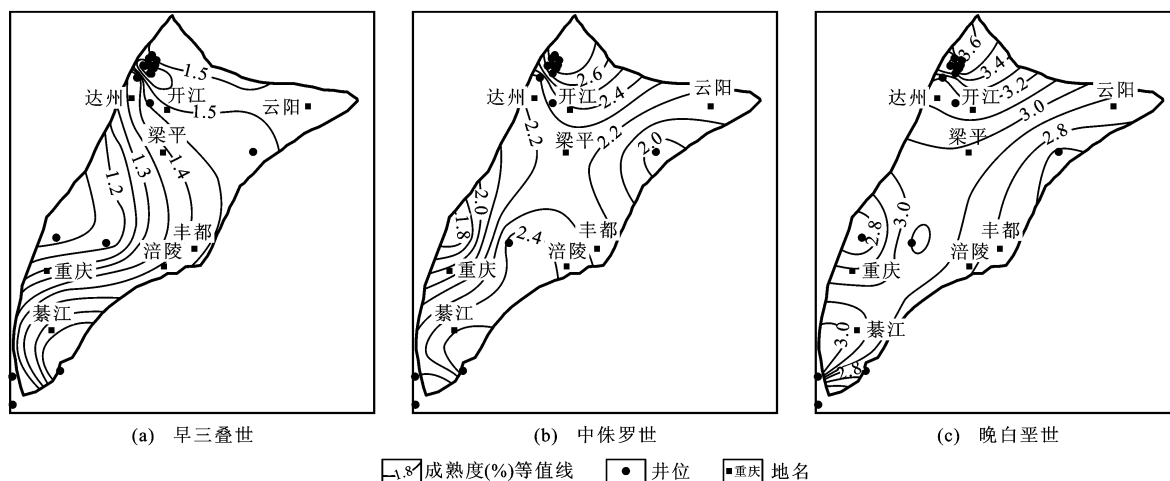 1.5
达州
开江
1.5
云阳
梁平
1.4
1.3
1.2
丰都
涪陵
重庆
綦江
(a) 早三叠世
2.6
达州
开江
2.4
云阳
2.2
2.2
梁平
2.0
2.0
1.8
2.4
丰都
涪陵
重庆
綦江
(b) 中侏罗世
3.6
3.4
达州
开江
3.2
云阳
3.0
梁平
2.8
3.0
2.8
丰都
涪陵
重庆
3.0
綦江
2.8
(c) 晚白垩世
1.8 成熟度(%)等值线 井位 重庆 地名